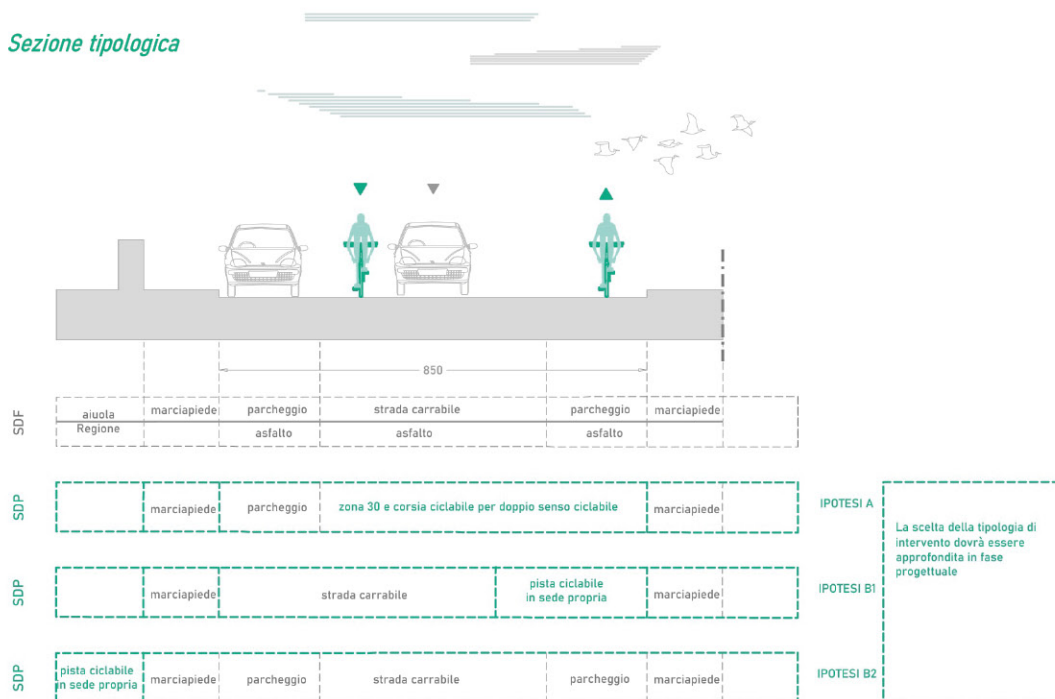 Sezione tipologica
850
SDF
aiuola
Regione
marciapiede
parcheggio
strada carrabile
parcheggio
marciapiede
asfalto
asfalto
asfalto
SDP
marciapiede
parcheggio
zona 30 e corsia ciclabile per doppio senso ciclabile
marciapiede
IPOTESI A
La scelta della tipologia di
intervento dovrà essere
approfondita in fase
progettuale
SDP
marciapiede
strada carrabile
pista ciclabile
in sede propria
marciapiede
IPOTESI B1
SDP
pista ciclabile
in sede propria
marciapiede
parcheggio
strada carrabile
parcheggio
marciapiede
IPOTESI B2